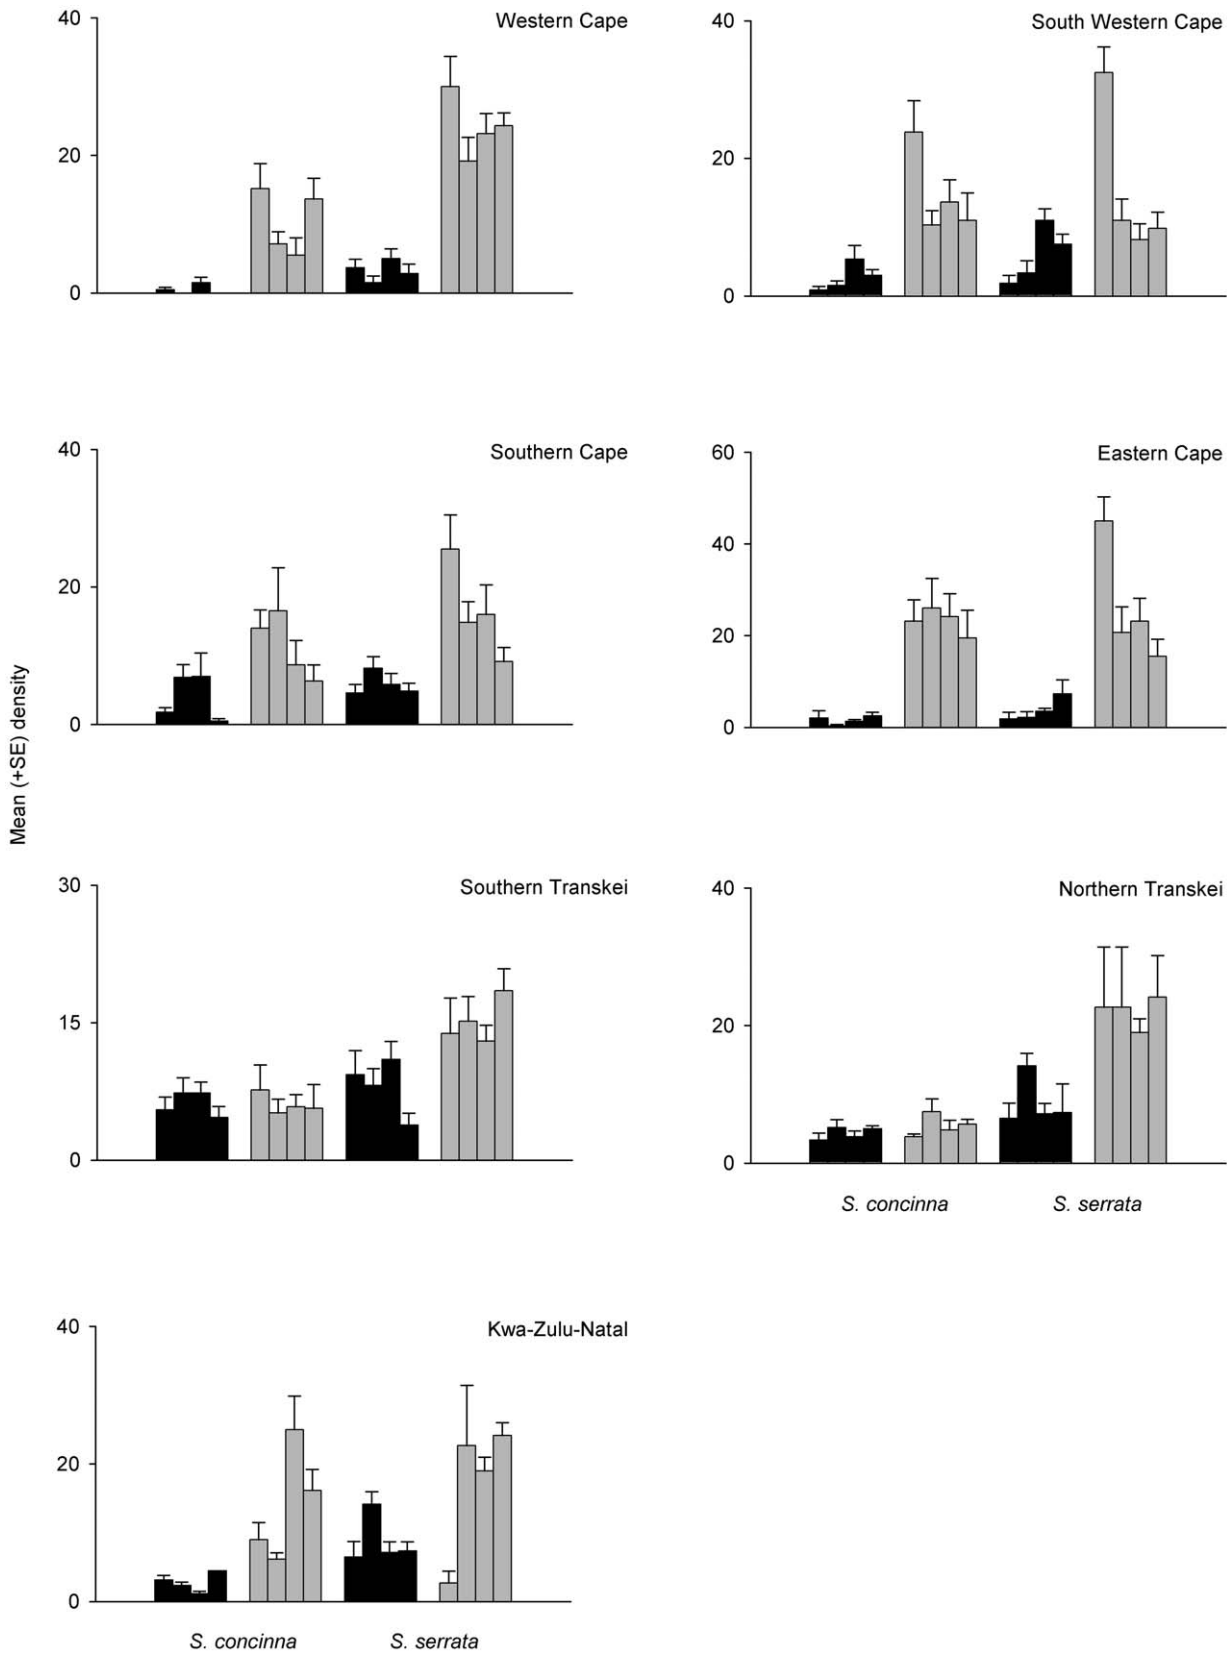 Mean (+SE) density
Western Cape
40
20
0
South Western Cape
40
20
0
Southern Cape
40
20
0
Eastern Cape
60
40
20
0
Southern Transkei
30
15
0
Northern Transkei
40
20
0
S. concinna
S. serrata
Kwa-Zulu-Natal
40
20
0
S. concinna
S. serrata